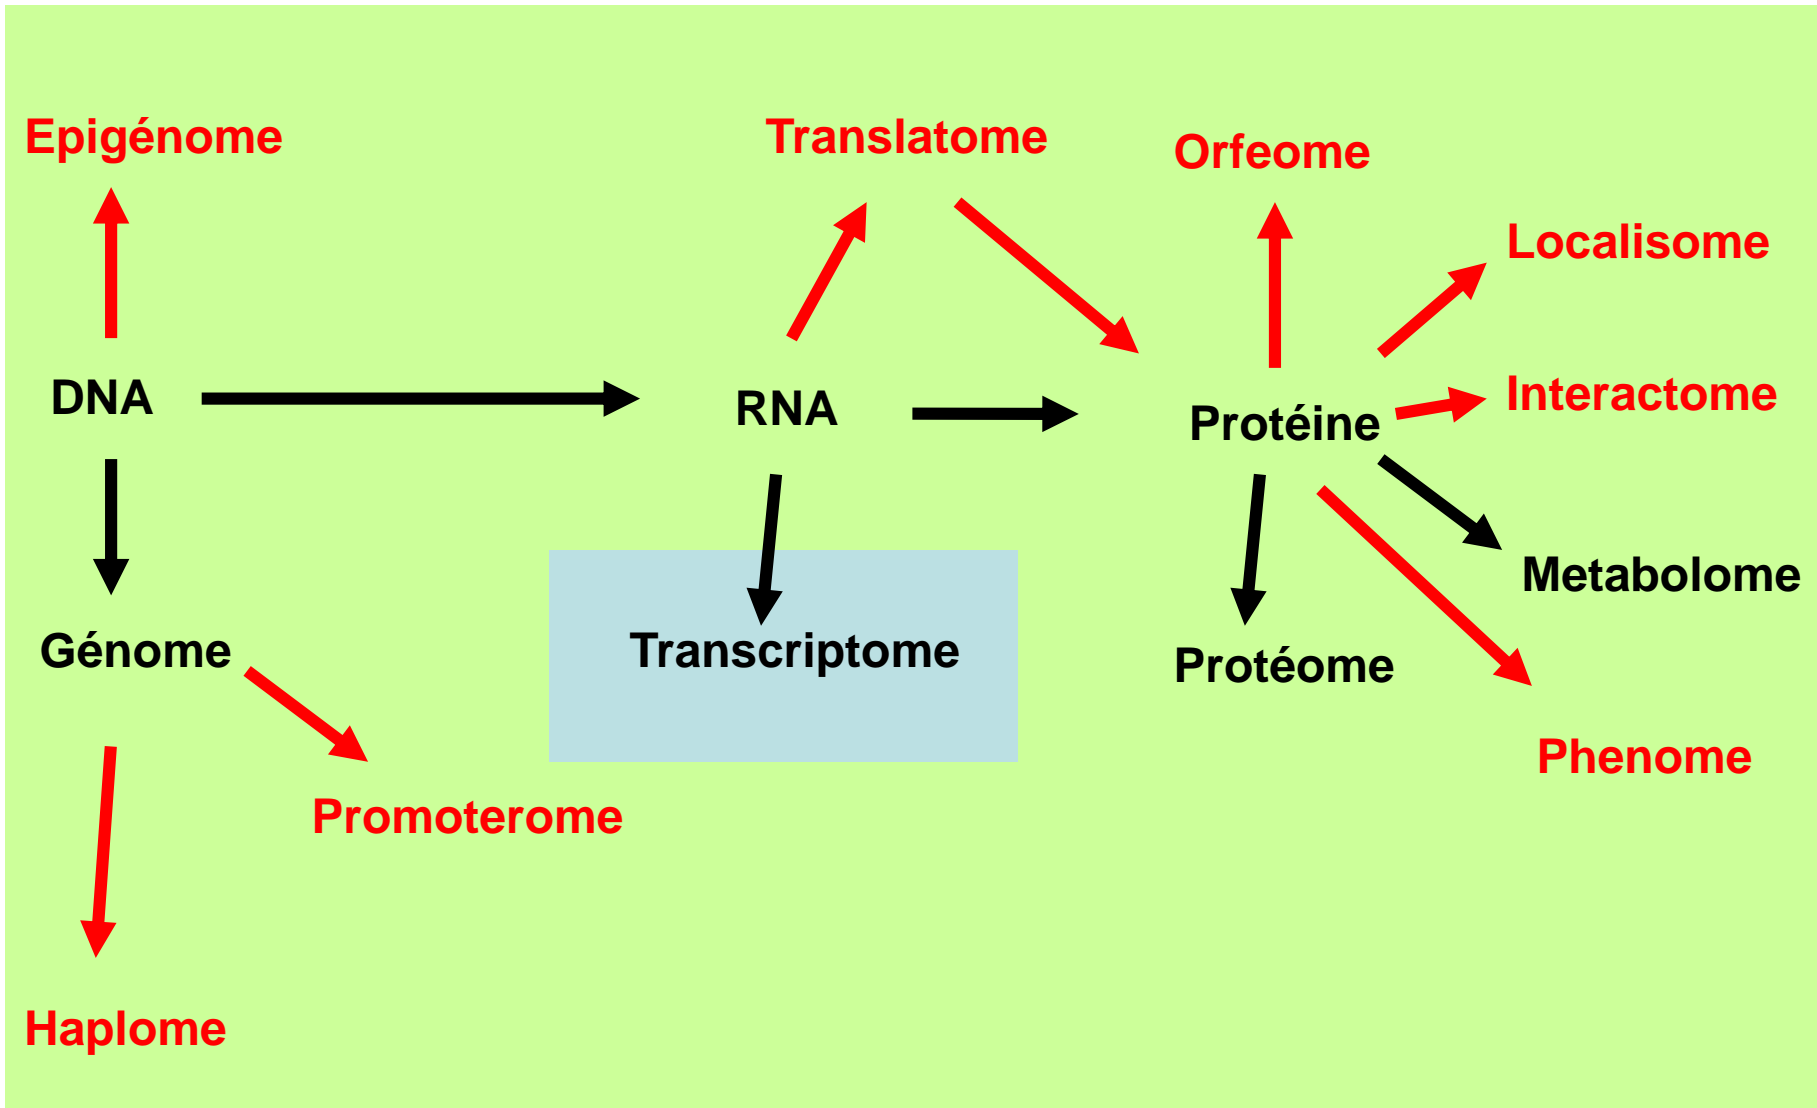 Epigénome
Translatome
Orfeome
Localisome
DNA
RNA
Protéine
Interactome
Metabolome
Génome
Transcriptome
Protéome
Phenome
Promoterome
Haplome